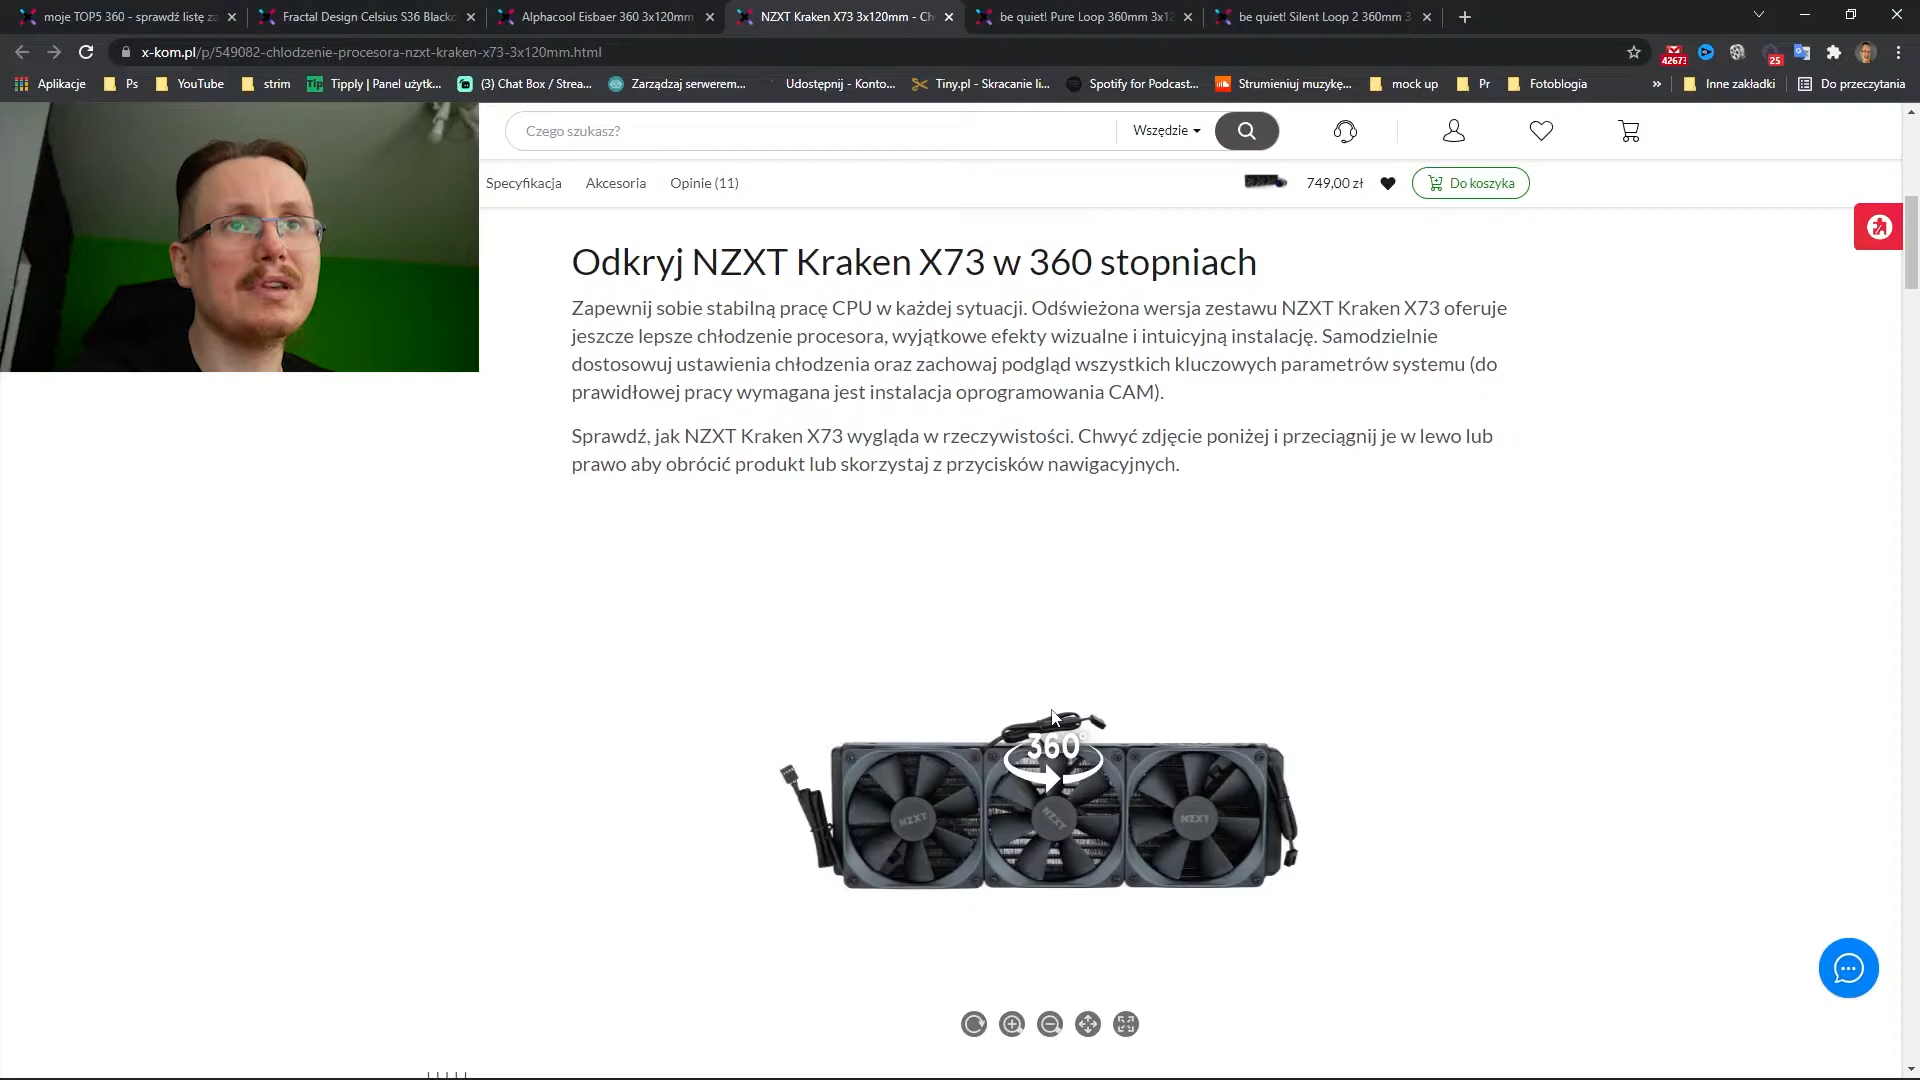 moje TOP5 360 - sprawdź listę za
Fractal Design Celsius S36 Blacko
Alphacool Eisbaer 360 3x120mm
NZXT Kraken X73 3x120mm - Ch
be quiet! Pure Loop 360mm 3x12
be quiet! Silent Loop 2 360mm 3
x-kom.pl/p/549082-chlodzenie-procesora-nzxt-kraken-x73-3x120mm.html
42673
25
Aplikacje
Ps
YouTube
strim
Tip
Tipply | Panel użytk...
(3) Chat Box / Strea...
Zarządzaj serwerem...
Udostępnij - Konto...
Tiny.pl - Skracanie li...
Spotify for Podcast...
Strumieniuj muzykę...
mock up
Pr
Fotoblogia
»
Inne zakładki
Do przeczytania
Czego szukasz?
Wszędzie
Specyfikacja
Akcesoria
Opinie (11)
749,00 zł
Do koszyka
Odkryj NZXT Kraken X73 w 360 stopniach
Zapewnij sobie stabilną pracę CPU w każdej sytuacji. Odświeżona wersja zestawu NZXT Kraken X73 oferuje
jeszcze lepsze chłodzenie procesora, wyjątkowe efekty wizualne i intuicyjną instalację. Samodzielnie
dostosowuj ustawienia chłodzenia oraz zachowaj podgląd wszystkich kluczowych parametrów systemu (do
prawidłowej pracy wymagana jest instalacja oprogramowania CAM).
Sprawdź, jak NZXT Kraken X73 wygląda w rzeczywistości. Chwyć zdjęcie poniżej i przeciągnij je w lewo lub
prawo aby obrócić produkt lub skorzystaj z przycisków nawigacyjnych.
360°
NZXT
NZXT
NZXT